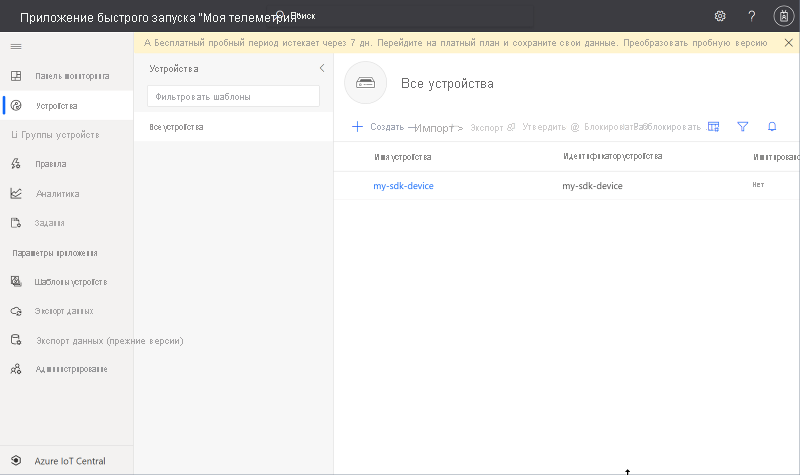 Приложение быстрого запуска "Моя телеметрия"
Поиск
А Бесплатный пробный период истекает через 7 дн. Перейдите на платный план и сохраните свои данные. Преобразовать пробную версию
Панель мониторинга
Устройства
Группы устройств
Правила
Аналитика
Задания
Параметры приложения
Шаблоны устройств
Экспорт данных
Экспорт данных (прежние версии)
Администрирование
Azure IoT Central
Устройства
Фильтровать шаблоны
Все устройства
Все устройства
Создать Импорт Экспорт Утвердить Блокировать Разблокировать
Имя устройства Идентификатор устройства Имитировано
my-sdk-device my-sdk-device Нет